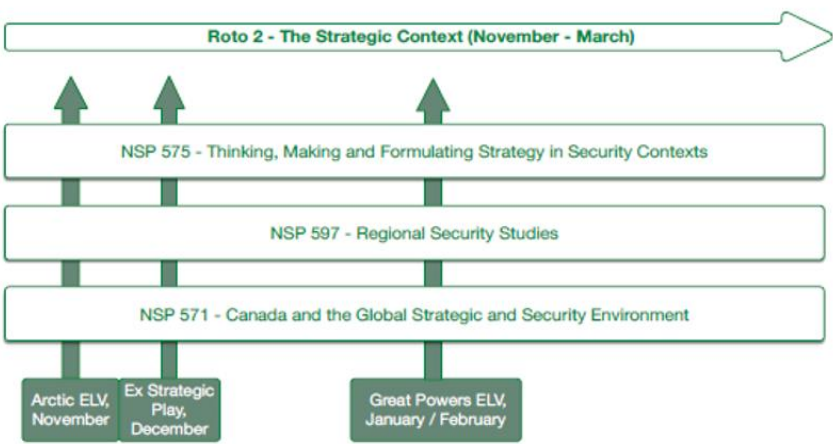 Roto 2 - The Strategic Context (November - March)
NSP 575 - Thinking, Making and Formulating Strategy in Security Contexts
NSP 597 - Regional Security Studies
NSP 571 - Canada and the Global Strategic and Security Environment
Arctic ELV,
November
Ex Strategic
Play,
December
Great Powers ELV,
January / February